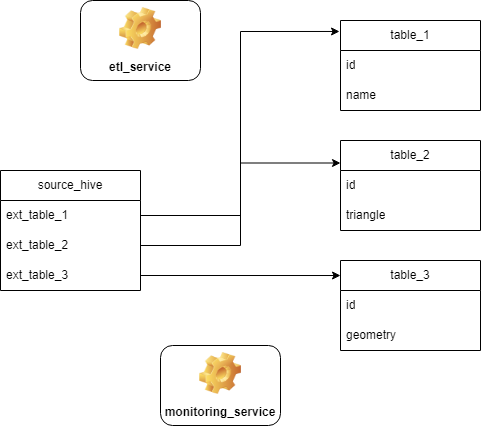 etl_service
table_1
id
name
table_2
id
triangle
source_hive
ext_table_1
ext_table_2
ext_table_3
table_3
id
geometry
monitoring_service